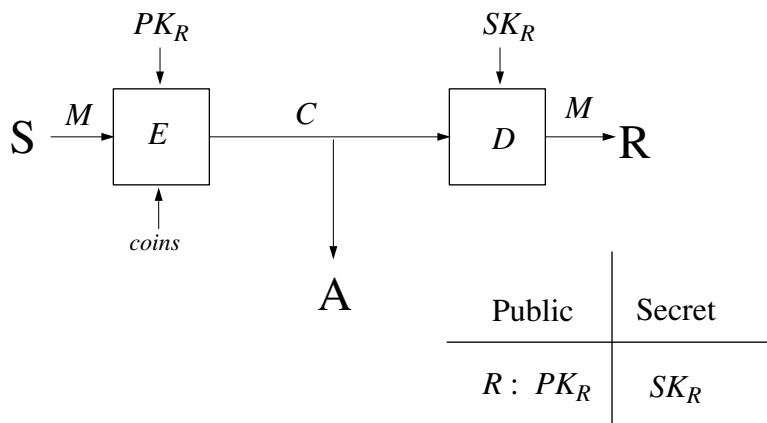 PK_R SK_R
S M E C D M R
coins
A
Public Secret
R : PK_R SK_R